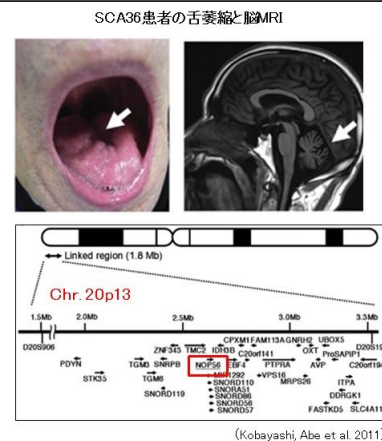 SCA36患者の舌萎縮と脳MRI
Linked region (1.8 Mb)
Chr. 20p13
1.5Mb 2.0Mb 2.5Mb 3.0Mb 3.3Mb
CPXM1 FAM113A GNRH2 UBOX5
D20S906 ZNF343 TMC2 IDH3B C20orf141 OXT ProSAPIP1
PDYN TGM3 SNRPB NOP56 EBF4 PTPRA AVP
STK35 TGM6 1292 VPS16 ITPA
SNORD119 SNORD110 MRPS26 DDRGK1
SNORA51
SNORD86
SNORD56
SNORD57 FASTKD5 SLC4A11
(Kobayashi, Abe et al. 2011)